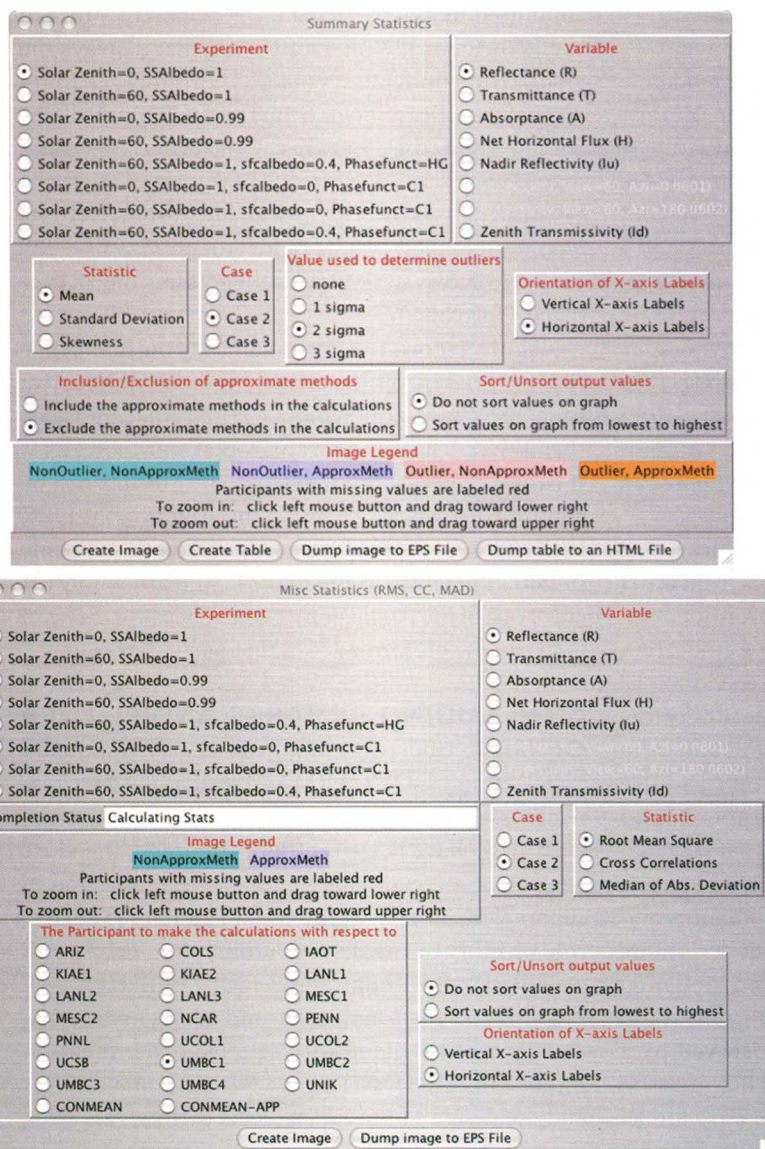 Summary Statistics
Experiment
Solar Zenith=0, SSAlbedo=1
Solar Zenith=60, SSAlbedo=1
Solar Zenith=0, SSAlbedo=0.99
Solar Zenith=60, SSAlbedo=0.99
Solar Zenith=60, SSAlbedo=1, sfcalbedo=0.4, Phasefunct=HG
Solar Zenith=0, SSAlbedo=1, sfcalbedo=0, Phasefunct=C1
Solar Zenith=60, SSAlbedo=1, sfcalbedo=0, Phasefunct=C1
Solar Zenith=60, SSAlbedo=1, sfcalbedo=0.4, Phasefunct=C1
Variable
Reflectance (R)
Transmittance (T)
Absorptance (A)
Net Horizontal Flux (H)
Nadir Reflectivity (Iu)
View=60, Azi=0 (I601)
View=60, Azi=180 (I602)
Zenith Transmissivity (Id)
Statistic
Mean
Standard Deviation
Skewness
Case
Case 1
Case 2
Case 3
Value used to determine outliers
none
1 sigma
2 sigma
3 sigma
Orientation of X-axis Labels
Vertical X-axis Labels
Horizontal X-axis Labels
Inclusion/Exclusion of approximate methods
Include the approximate methods in the calculations
Exclude the approximate methods in the calculations
Sort/Unsort output values
Do not sort values on graph
Sort values on graph from lowest to highest
Image Legend
NonOutlier, NonApproxMeth NonOutlier, ApproxMeth Outlier, NonApproxMeth Outlier, ApproxMeth
Participants with missing values are labeled red
To zoom in: click left mouse button and drag toward lower right
To zoom out: click left mouse button and drag toward upper right
Create Image Create Table Dump image to EPS File Dump table to an HTML File
Misc Statistics (RMS, CC, MAD)
Experiment
Solar Zenith=0, SSAlbedo=1
Solar Zenith=60, SSAlbedo=1
Solar Zenith=0, SSAlbedo=0.99
Solar Zenith=60, SSAlbedo=0.99
Solar Zenith=60, SSAlbedo=1, sfcalbedo=0.4, Phasefunct=HG
Solar Zenith=0, SSAlbedo=1, sfcalbedo=0, Phasefunct=C1
Solar Zenith=60, SSAlbedo=1, sfcalbedo=0, Phasefunct=C1
Solar Zenith=60, SSAlbedo=1, sfcalbedo=0.4, Phasefunct=C1
Variable
Reflectance (R)
Transmittance (T)
Absorptance (A)
Net Horizontal Flux (H)
Nadir Reflectivity (Iu)
View=60, Azi=0 (I601)
View=60, Azi=180 (I602)
Zenith Transmissivity (Id)
ompletion Status Calculating Stats
Image Legend
NonApproxMeth ApproxMeth
Participants with missing values are labeled red
To zoom in: click left mouse button and drag toward lower right
To zoom out: click left mouse button and drag toward upper right
Case
Case 1
Case 2
Case 3
Statistic
Root Mean Square
Cross Correlations
Median of Abs. Deviation
The Participant to make the calculations with respect to
ARIZ COLS IAOT
KIAE1 KIAE2 LANL1
LANL2 LANL3 MESC1
MESC2 NCAR PENN
PNNL UCOL1 UCOL2
UCSB UMBC1 UMBC2
UMBC3 UMBC4 UNIK
CONMEAN CONMEAN-APP
Sort/Unsort output values
Do not sort values on graph
Sort values on graph from lowest to highest
Orientation of X-axis Labels
Vertical X-axis Labels
Horizontal X-axis Labels
Create Image Dump image to EPS File